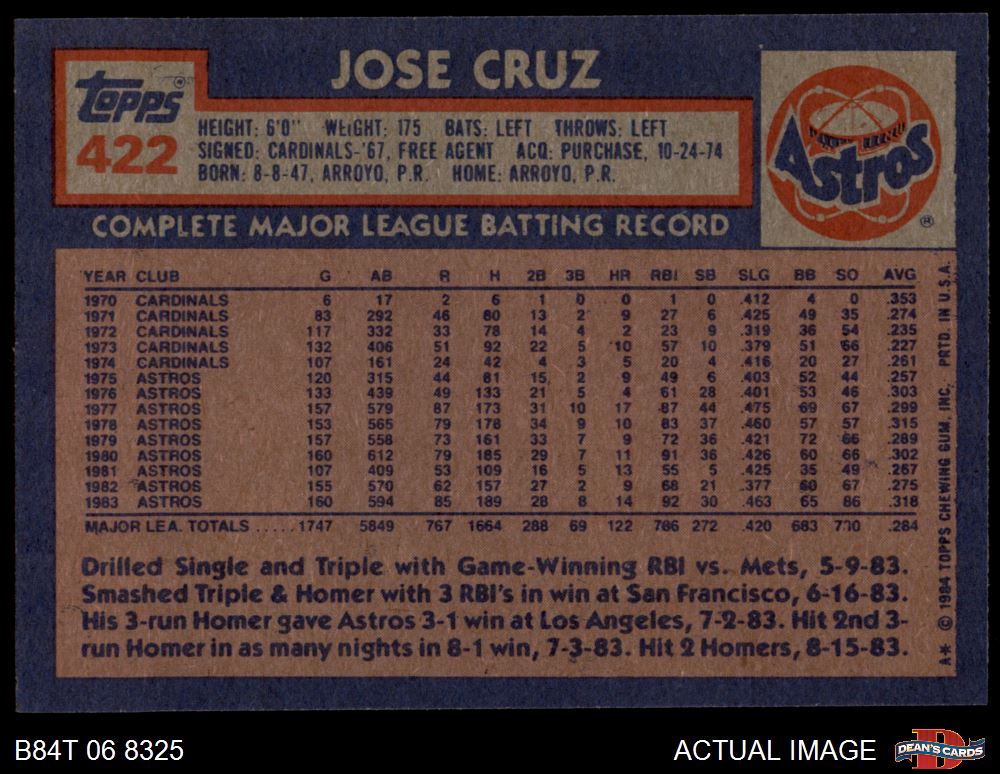 JOSE CRUZ
Topps®
422
HEIGHT: 6'0" WEIGHT: 175 BATS: LEFT THROWS: LEFT
SIGNED: CARDINALS-'67, FREE AGENT ACQ: PURCHASE, 10-24-74
BORN: 8-8-47, ARROYO, P.R. HOME: ARROYO, P.R.
Astros
®
COMPLETE MAJOR LEAGUE BATTING RECORD
YEAR CLUB G AB R H 2B 3B HR RBI SB SLG BB SO AVG
1970 CARDINALS 6 17 2 6 1 0 0 1 0 .412 4 0 .353
1971 CARDINALS 83 292 46 80 13 2 9 27 6 .425 49 35 .274
1972 CARDINALS 117 332 33 78 14 4 2 23 9 .319 36 54 .235
1973 CARDINALS 132 406 51 92 22 5 10 57 10 .379 51 66 .227
1974 CARDINALS 107 161 24 42 4 3 5 20 4 .416 20 27 .261
1975 ASTROS 120 315 44 81 15 2 9 49 6 .403 52 44 .257
1976 ASTROS 133 439 49 133 21 5 4 61 28 .401 53 46 .303
1977 ASTROS 157 579 87 173 31 10 17 87 44 .475 69 67 .299
1978 ASTROS 153 565 79 178 34 9 10 83 37 .460 57 57 .315
1979 ASTROS 157 558 73 161 33 7 9 72 36 .421 72 66 .289
1980 ASTROS 160 612 79 185 29 7 11 91 36 .426 60 66 .302
1981 ASTROS 107 409 53 109 16 5 13 55 5 .425 35 49 .267
1982 ASTROS 155 570 62 157 27 2 9 68 21 .377 60 67 .275
1983 ASTROS 160 594 85 189 28 8 14 92 30 .463 65 86 .318
MAJOR LEA. TOTALS ..... 1747 5849 767 1664 288 69 122 786 272 .420 683 730 .284
Drilled Single and Triple with Game-Winning RBI vs. Mets, 5-9-83.
Smashed Triple & Homer with 3 RBI's in win at San Francisco, 6-16-83.
His 3-run Homer gave Astros 3-1 win at Los Angeles, 7-2-83. Hit 2nd 3-
run Homer in as many nights in 8-1 win, 7-3-83. Hit 2 Homers, 8-15-83.
A* © 1984 TOPPS CHEWING GUM, INC. PRTD. IN U.S.A.
B84T 06 8325
ACTUAL IMAGE
D
DEAN'S CARDS